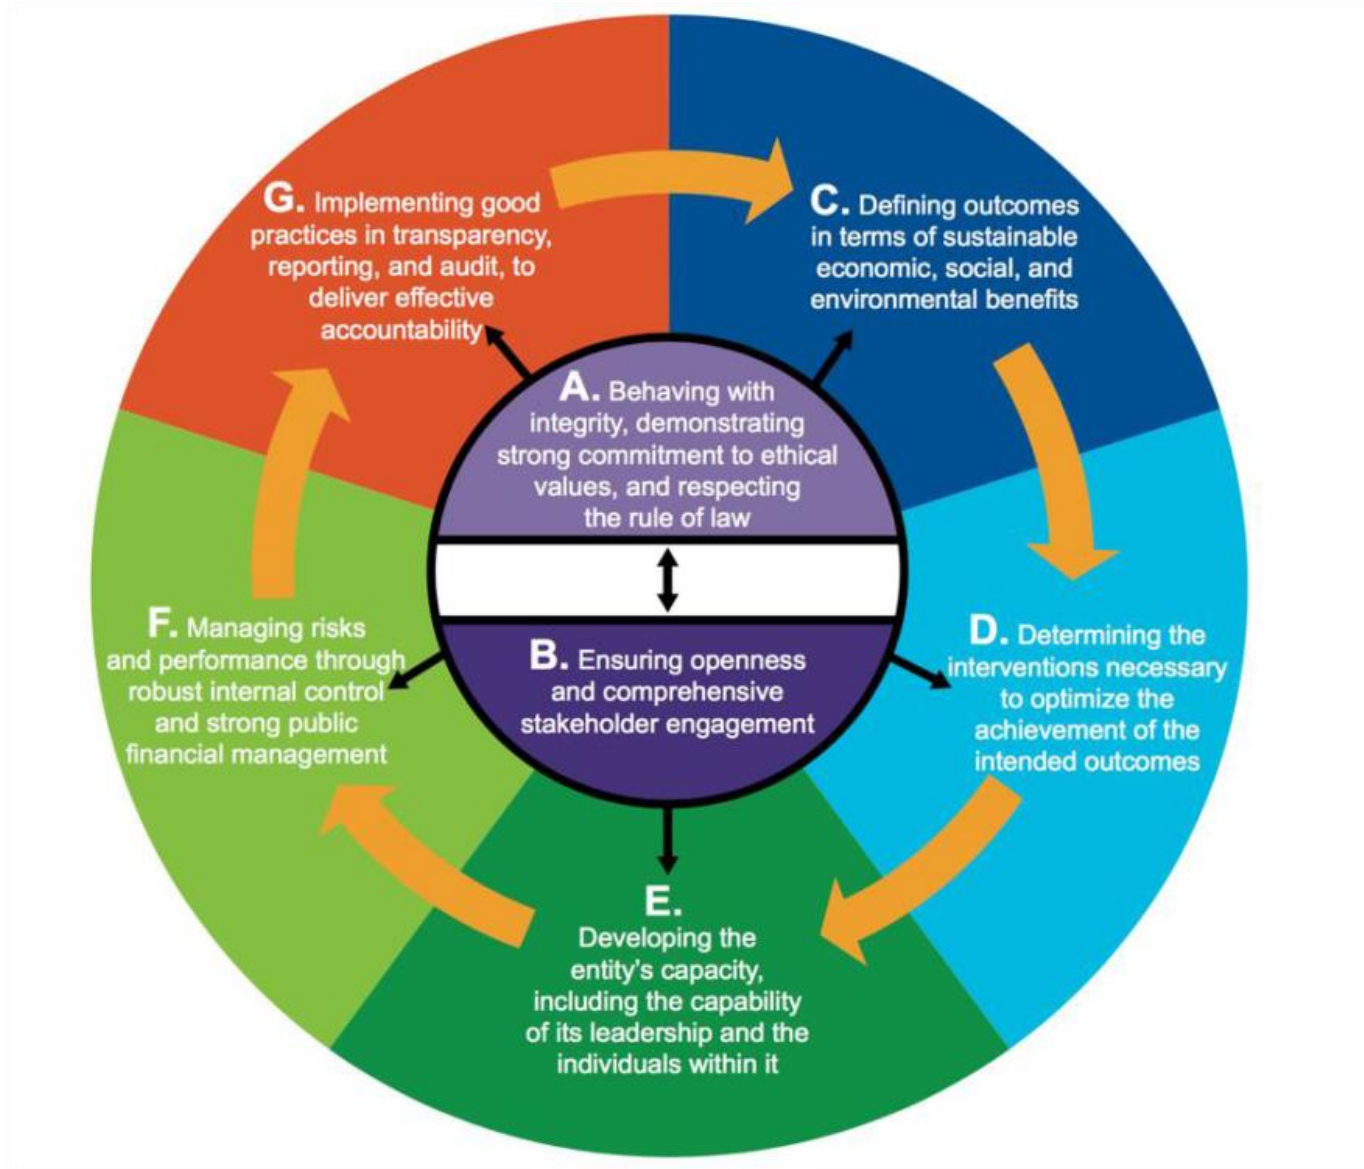 G. Implementing good
practices in transparency,
reporting, and audit, to
deliver effective
accountability
C. Defining outcomes
in terms of sustainable
economic, social, and
environmental benefits
A. Behaving with
integrity, demonstrating
strong commitment to ethical
values, and respecting
the rule of law
B. Ensuring openness
and comprehensive
stakeholder engagement
F. Managing risks
and performance through
robust internal control
and strong public
financial management
D. Determining the
interventions necessary
to optimize the
achievement of the
intended outcomes
E.
Developing the
entity's capacity,
including the capability
of its leadership and the
individuals within it